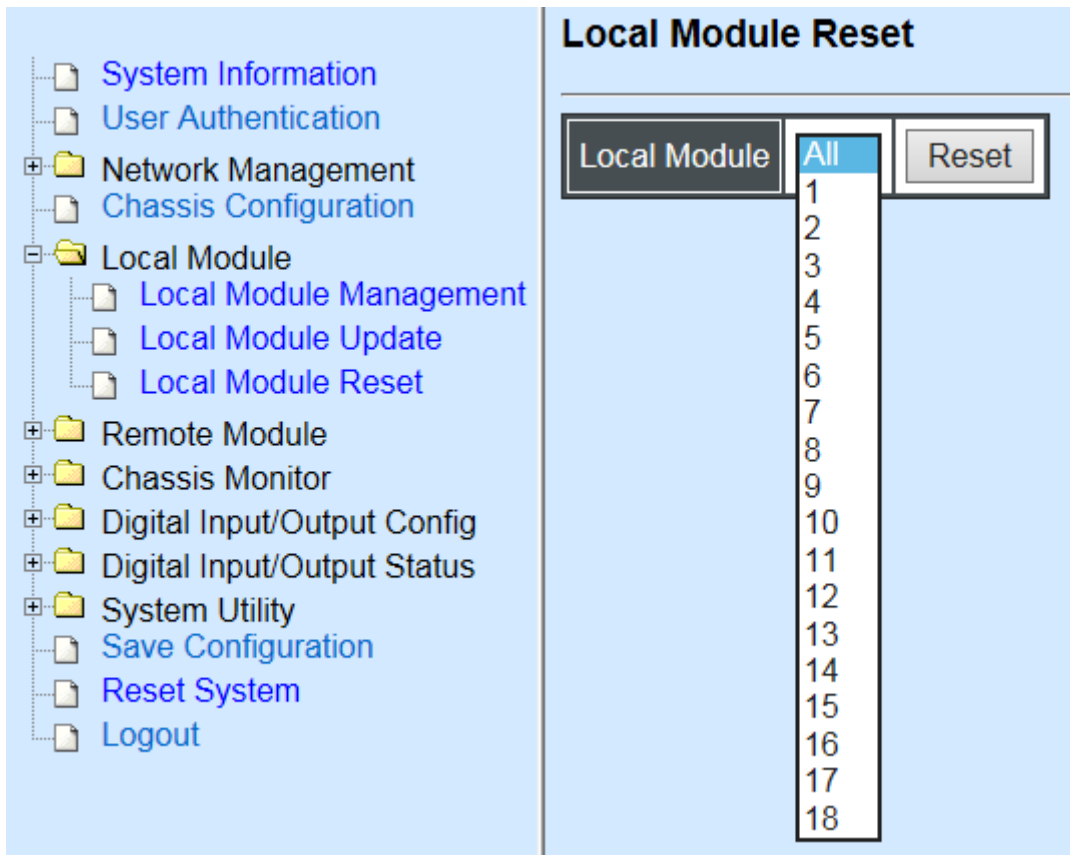 System Information
User Authentication
Network Management
Chassis Configuration
Local Module
Local Module Management
Local Module Update
Local Module Reset
Remote Module
Chassis Monitor
Digital Input/Output Config
Digital Input/Output Status
System Utility
Save Configuration
Reset System
Logout
Local Module Reset
Local Module All Reset
1
2
3
4
5
6
7
8
9
10
11
12
13
14
15
16
17
18